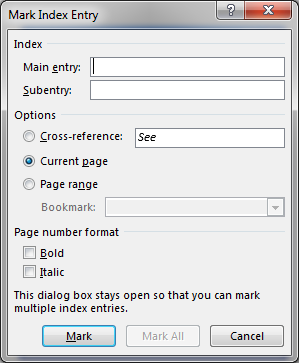 Mark Index Entry
Index
Main entry:
Subentry:
Options
Cross-reference: See
Current page
Page range
Bookmark:
Page number format
Bold
Italic
This dialog box stays open so that you can mark
multiple index entries.
Mark Mark All Cancel